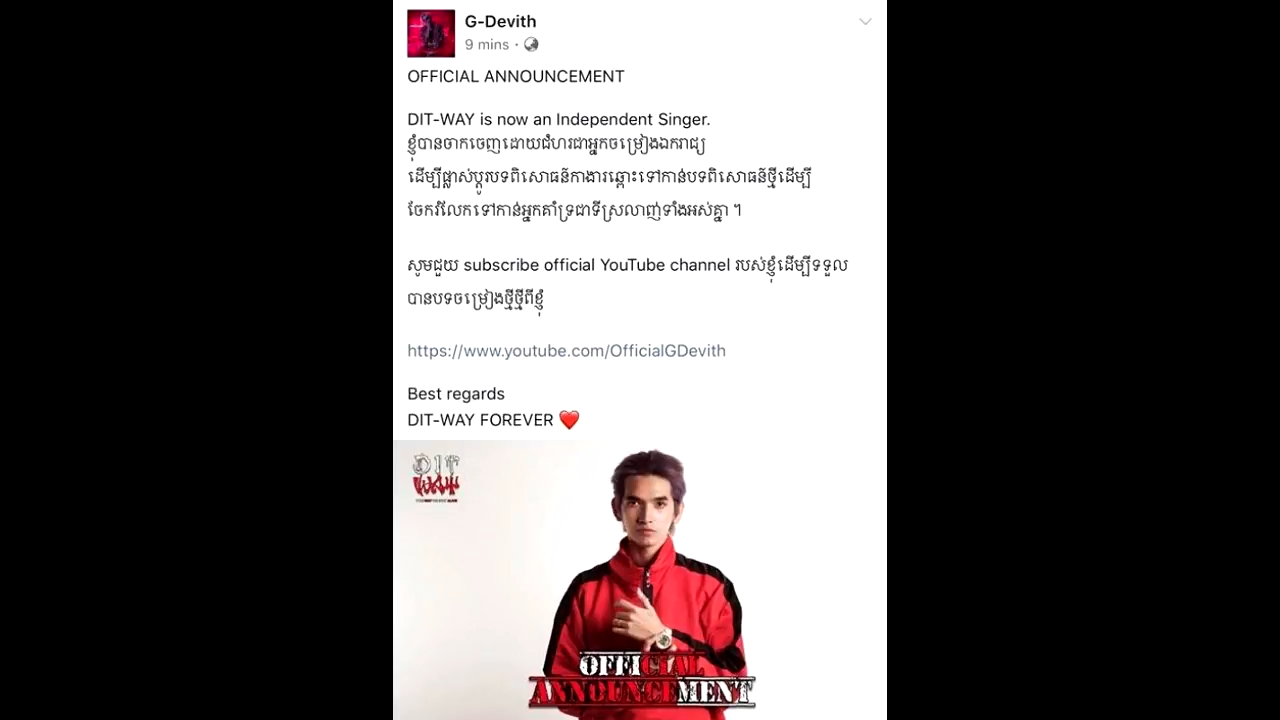 G-Devith
9 mins ·
OFFICIAL ANNOUNCEMENT
DIT-WAY is now an Independent Singer.
ខ្ញុំបានចាកចេញដោយជំហរជាអ្នកចម្រៀងឯករាជ្យ
ដើម្បីផ្លាស់ប្តូរបទពិសោធន៍កាងារឆ្ពោះទៅកាន់បទពិសោធន៍ថ្មីដើម្បី
ចែករំលែកទៅកាន់អ្នកគាំទ្រជាទីស្រលាញ់ទាំងអស់គ្នា ។
សូមជួយ subscribe official YouTube channel របស់ខ្ញុំដើម្បីទទួល
បានបទចម្រៀងថ្មីថ្មីពីខ្ញុំ
https://www.youtube.com/OfficialGDevith
Best regards
DIT-WAY FOREVER ❤️
DIT
WAY
OFFICIAL
ANNOUNCEMENT